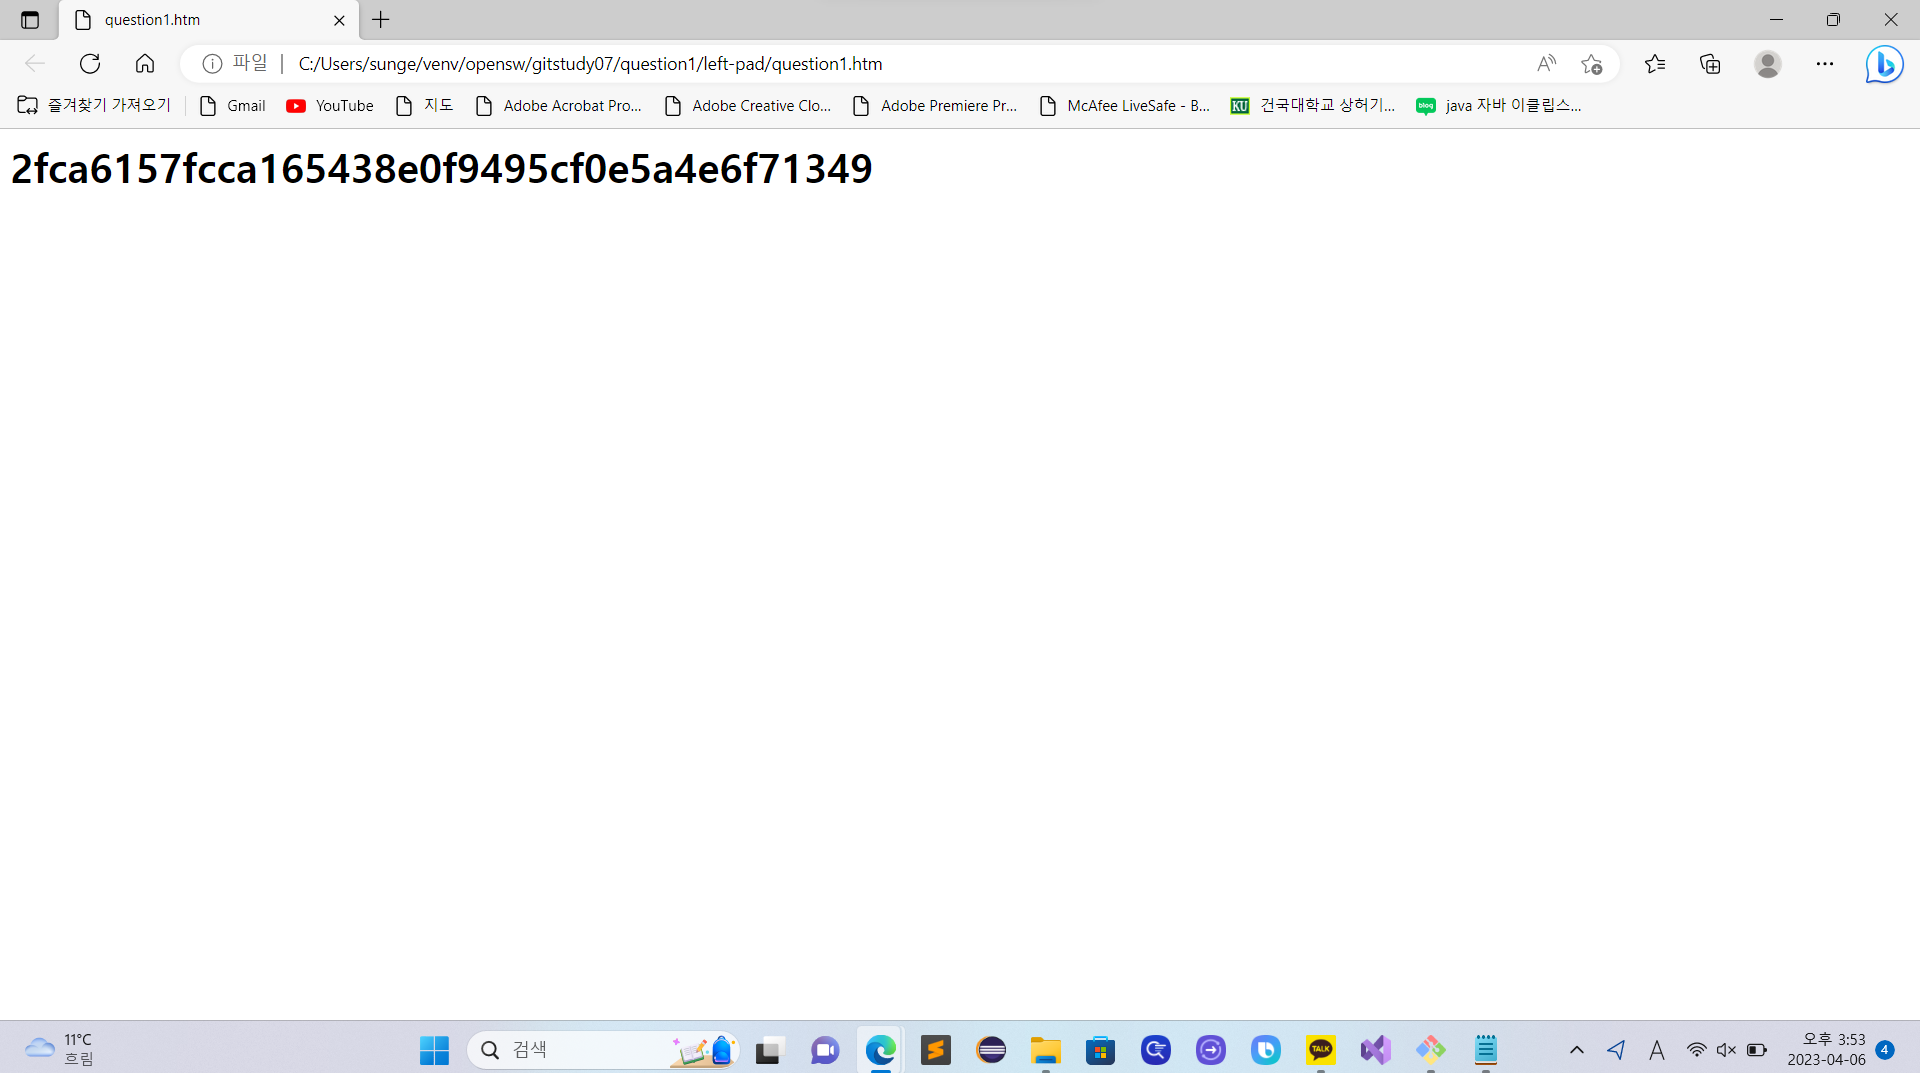 question1.htm
파일 C:/Users/sunge/venv/opensw/gitstudy07/question1/left-pad/question1.htm
즐겨찾기 가져오기 Gmail YouTube 지도 Adobe Acrobat Pro... Adobe Creative Clo... Adobe Premiere Pr... McAfee LiveSafe - B... KU 건국대학교 상허기... blog java 자바 이클립스...
2fca6157fcca165438e0f9495cf0e5a4e6f71349
11°C
흐림
검색
TALK
A
오후 3:53
2023-04-06
4